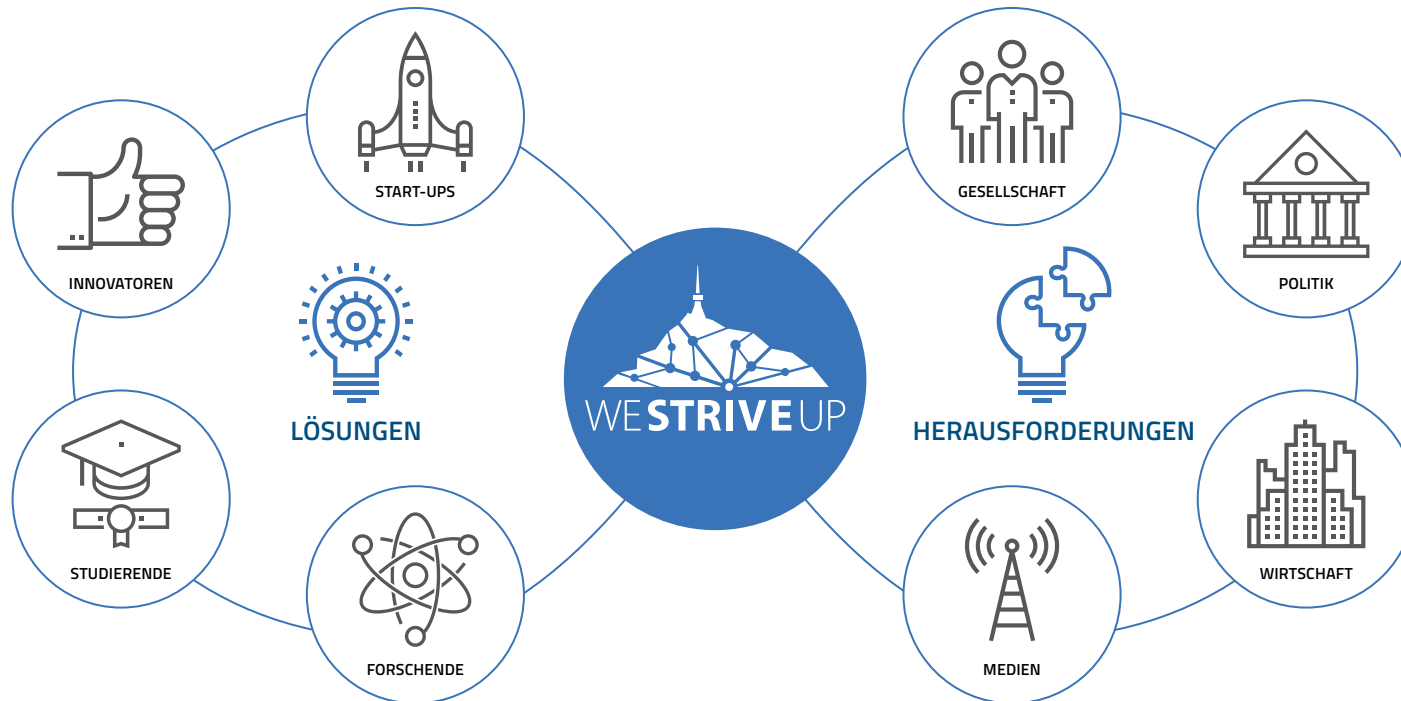 START-UPS
GESELLSCHAFT
INNOVATOREN
POLITIK
LÖSUNGEN
WE STRIVE UP
HERAUSFORDERUNGEN
STUDIERENDE
WIRTSCHAFT
FORSCHENDE
MEDIEN